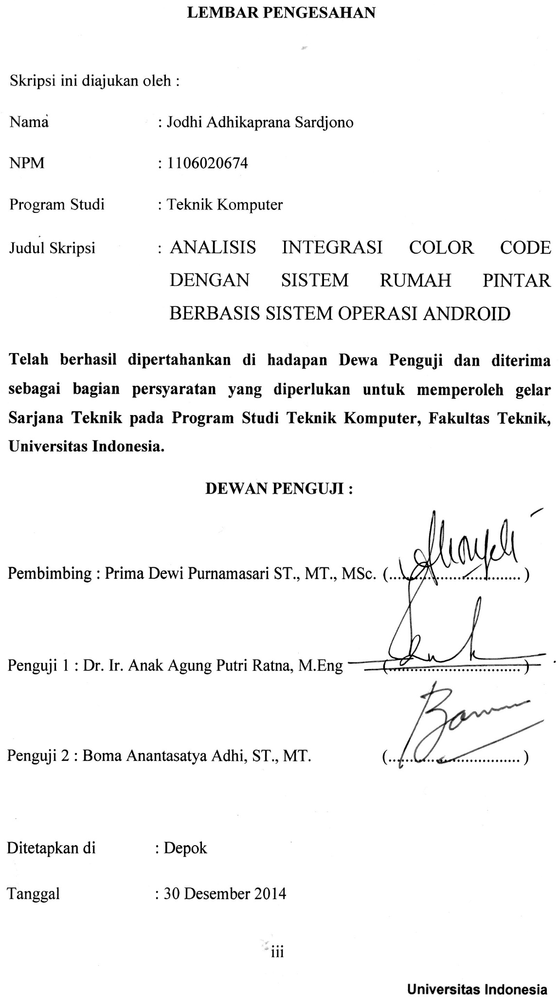 LEMBAR PENGESAHAN
Skripsi ini diajukan oleh :
Nama : Jodhi Adhikaprana Sardjono
NPM : 1106020674
Program Studi : Teknik Komputer
Judul Skripsi : ANALISIS INTEGRASI COLOR CODE
DENGAN SISTEM RUMAH PINTAR
BERBASIS SISTEM OPERASI ANDROID
Telah berhasil dipertahankan di hadapan Dewa Penguji dan diterima
sebagai bagian persyaratan yang diperlukan untuk memperoleh gelar
Sarjana Teknik pada Program Studi Teknik Komputer, Fakultas Teknik,
Universitas Indonesia.
DEWAN PENGUJI :
Pembimbing : Prima Dewi Purnamasari ST., MT., MSc. (................................ )
Penguji 1 : Dr. Ir. Anak Agung Putri Ratna, M.Eng (................................ )
Penguji 2 : Boma Anantasatya Adhi, ST., MT. (................................ )
Ditetapkan di : Depok
Tanggal : 30 Desember 2014
iii
Universitas Indonesia